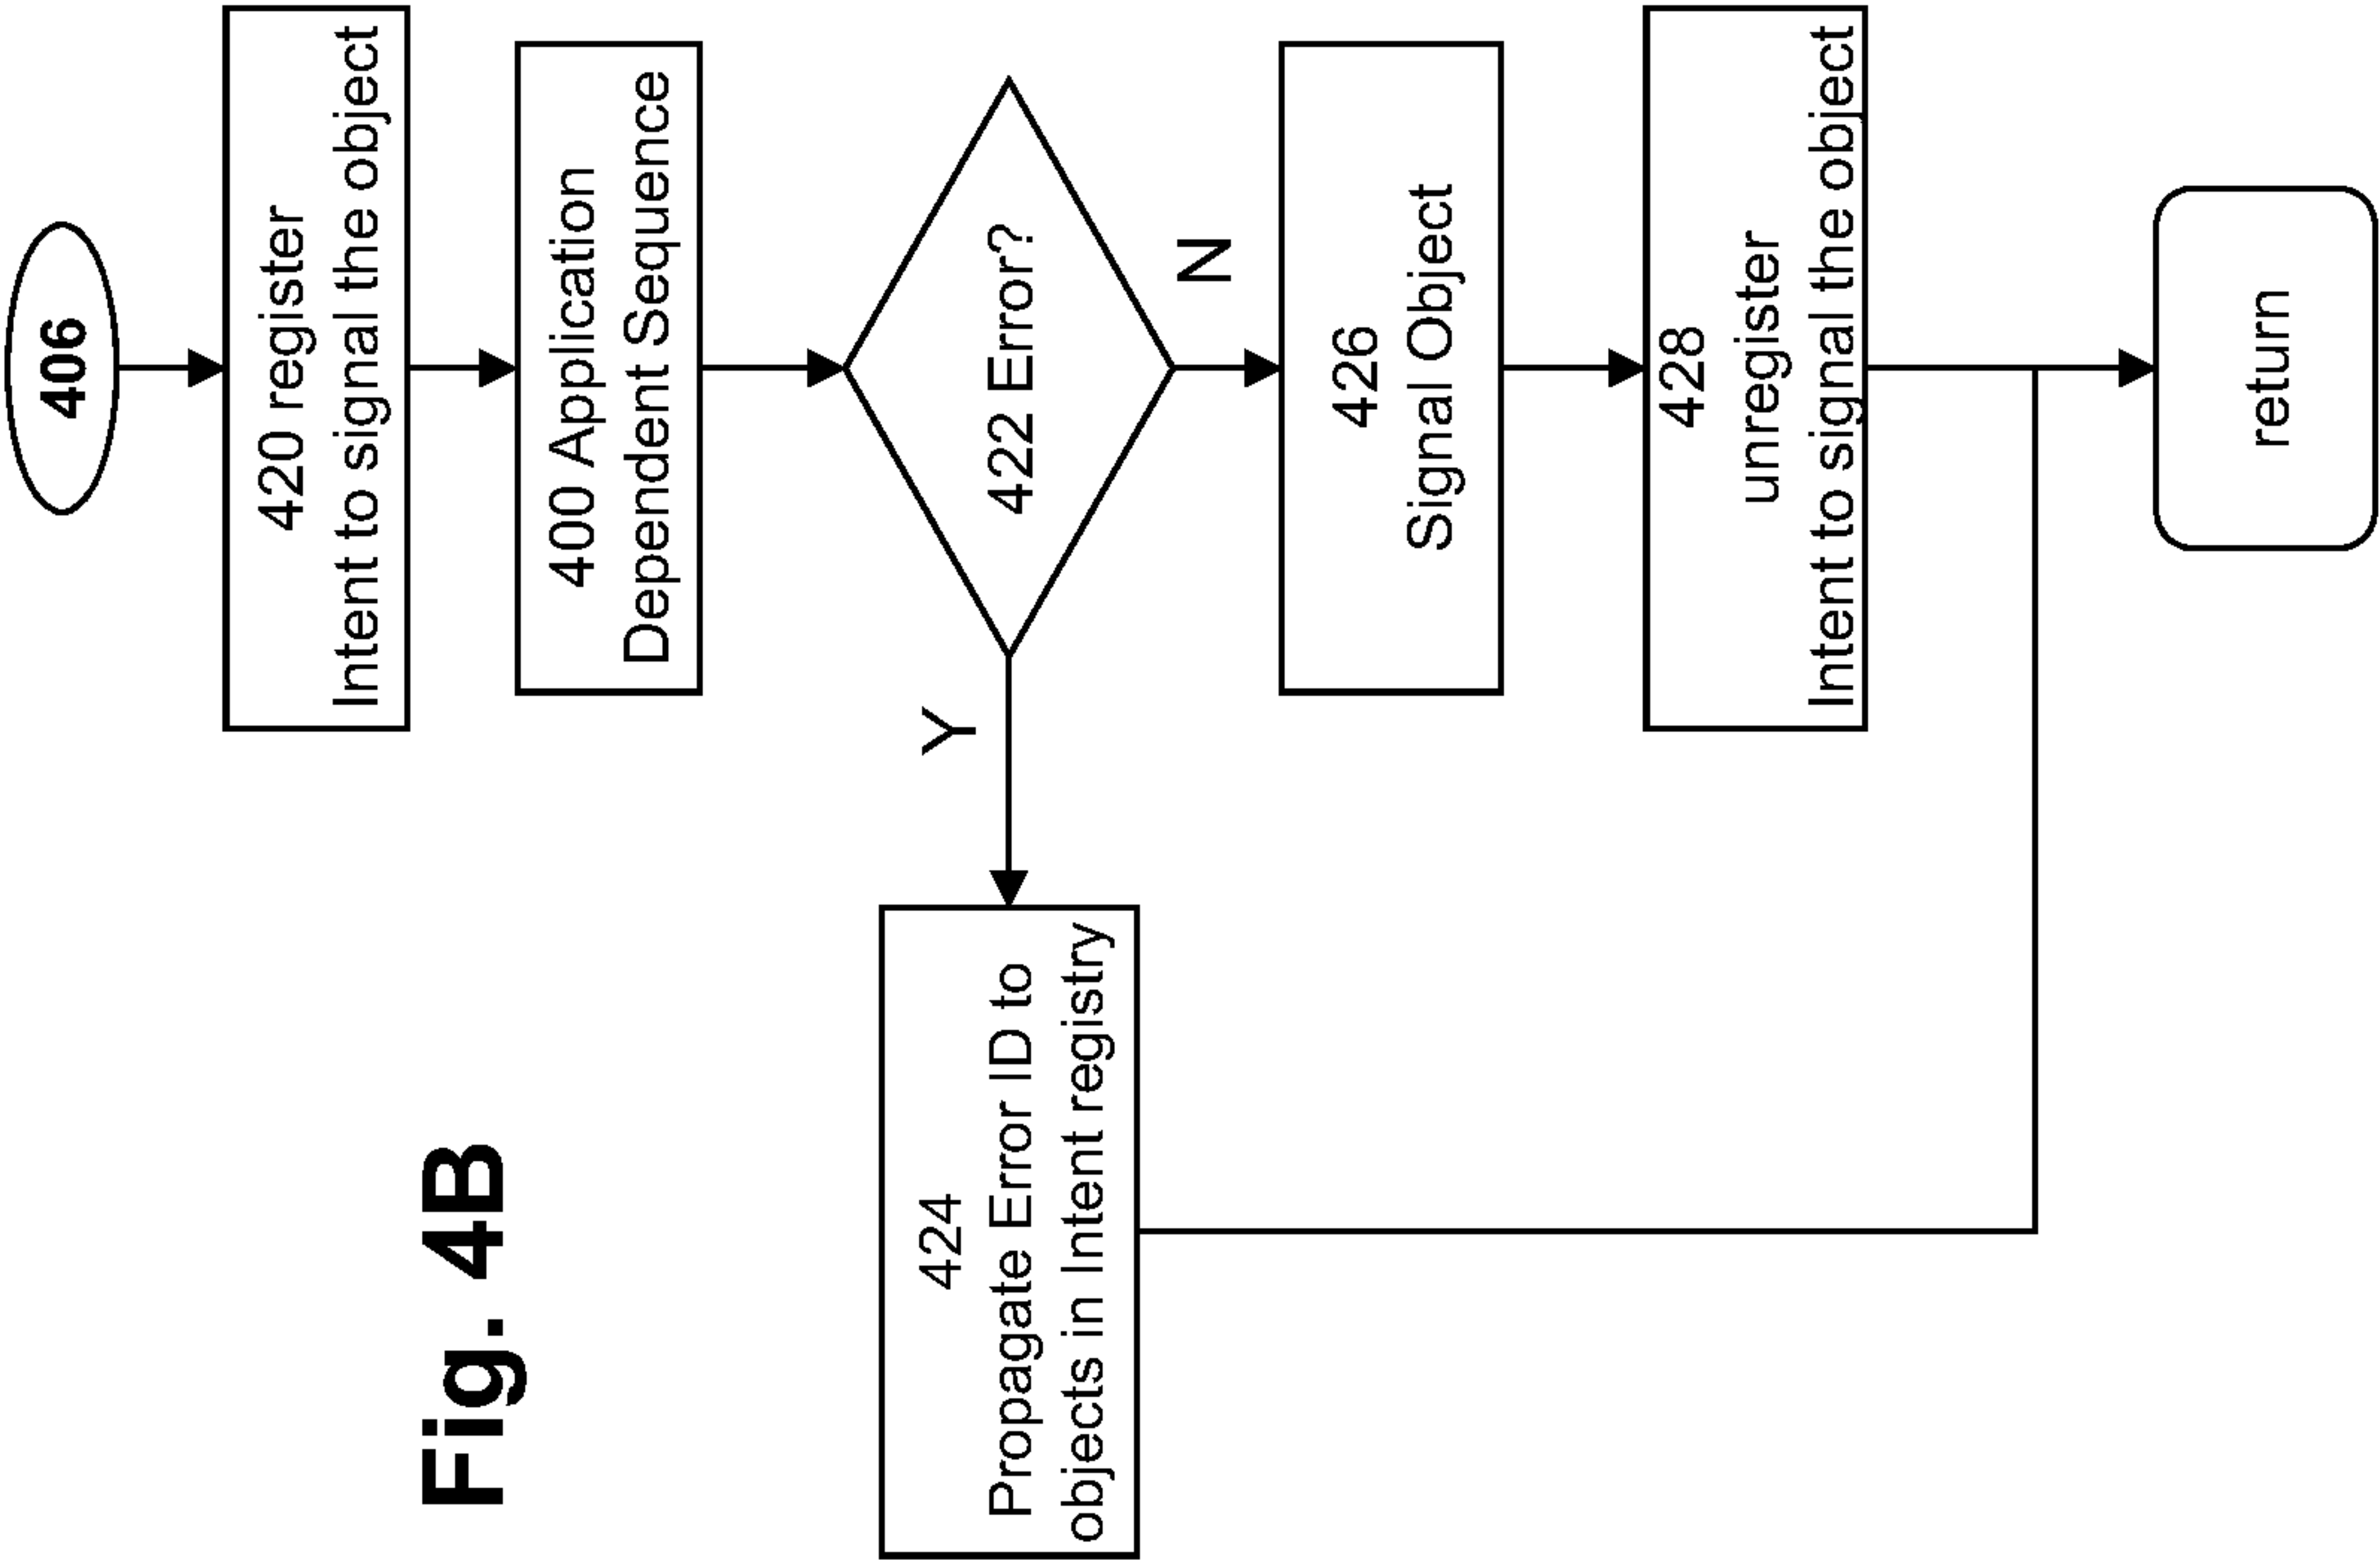 406
420 register
Intent to signal the object
400 Application
Dependent Sequence
422 Error?
Y
N
424
Propagate Error ID to
objects in Intent registry
426
Signal Object
428
unregister
Intent to signal the object
return
Fig. 4B